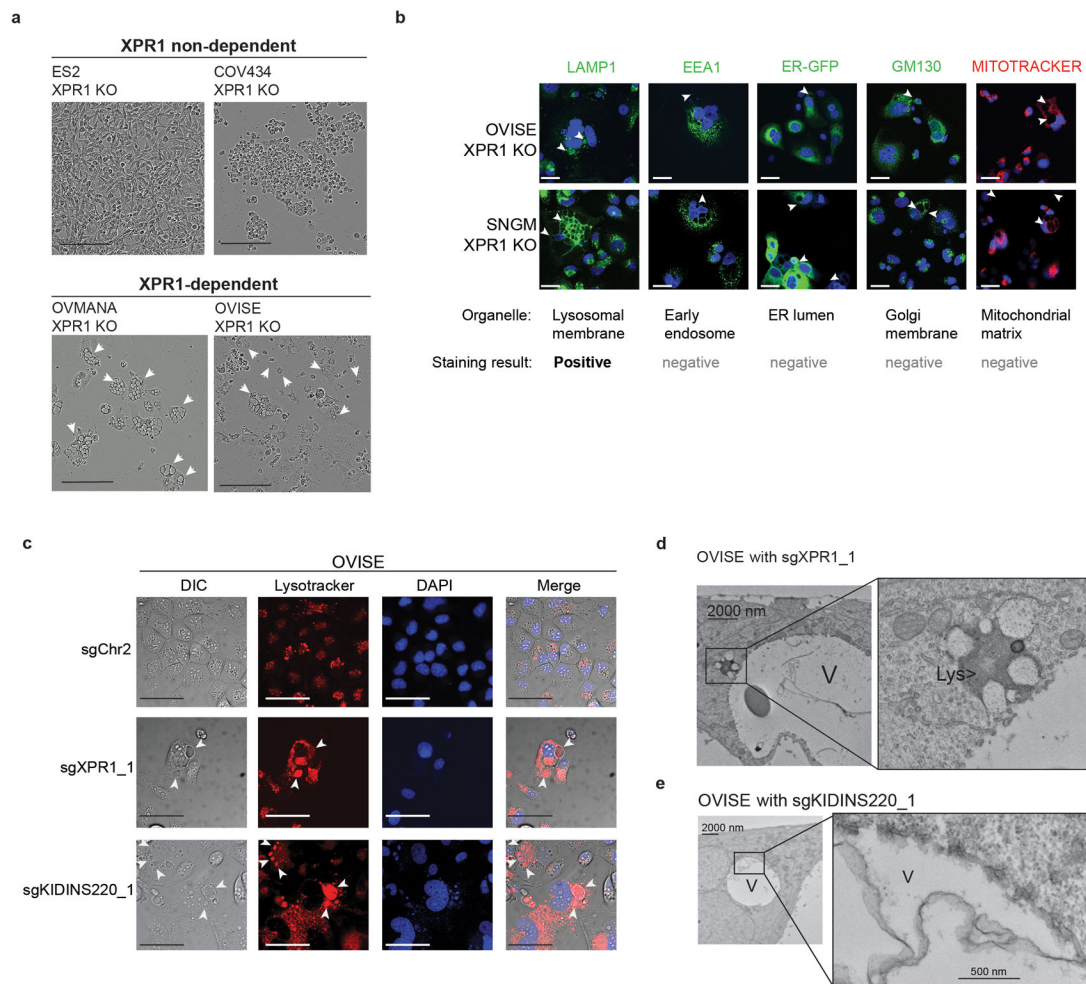 a
XPR1 non-dependent
ES2
XPR1 KO
COV434
XPR1 KO
XPR1-dependent
OVMANA
XPR1 KO
OVISE
XPR1 KO
b
LAMP1 EEA1 ER-GFP GM130 MITOTRACKER
OVISE
XPR1 KO
SNGM
XPR1 KO
Organelle: Lysosomal membrane Early endosome ER lumen Golgi membrane Mitochondrial matrix
Staining result: Positive negative negative negative negative
c
OVISE
DIC Lysotracker DAPI Merge
sgChr2
sgXPR1_1
sgKIDINS220_1
d
OVISE with sgXPR1_1
2000 nm
V
Lys>
e
OVISE with sgKIDINS220_1
2000 nm
V
V
500 nm